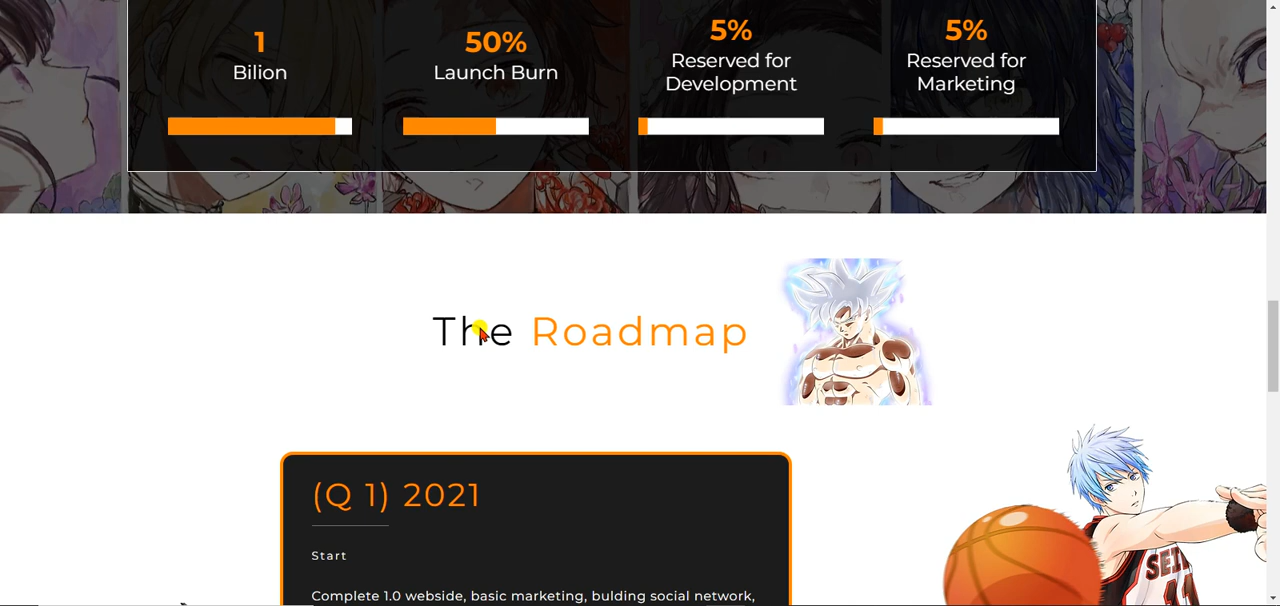 1
Bilion
50%
Launch Burn
5%
Reserved for
Development
5%
Reserved for
Marketing
The Roadmap
(Q 1) 2021
Start
Complete 1.0 webside, basic marketing, bulding social network,
SEI